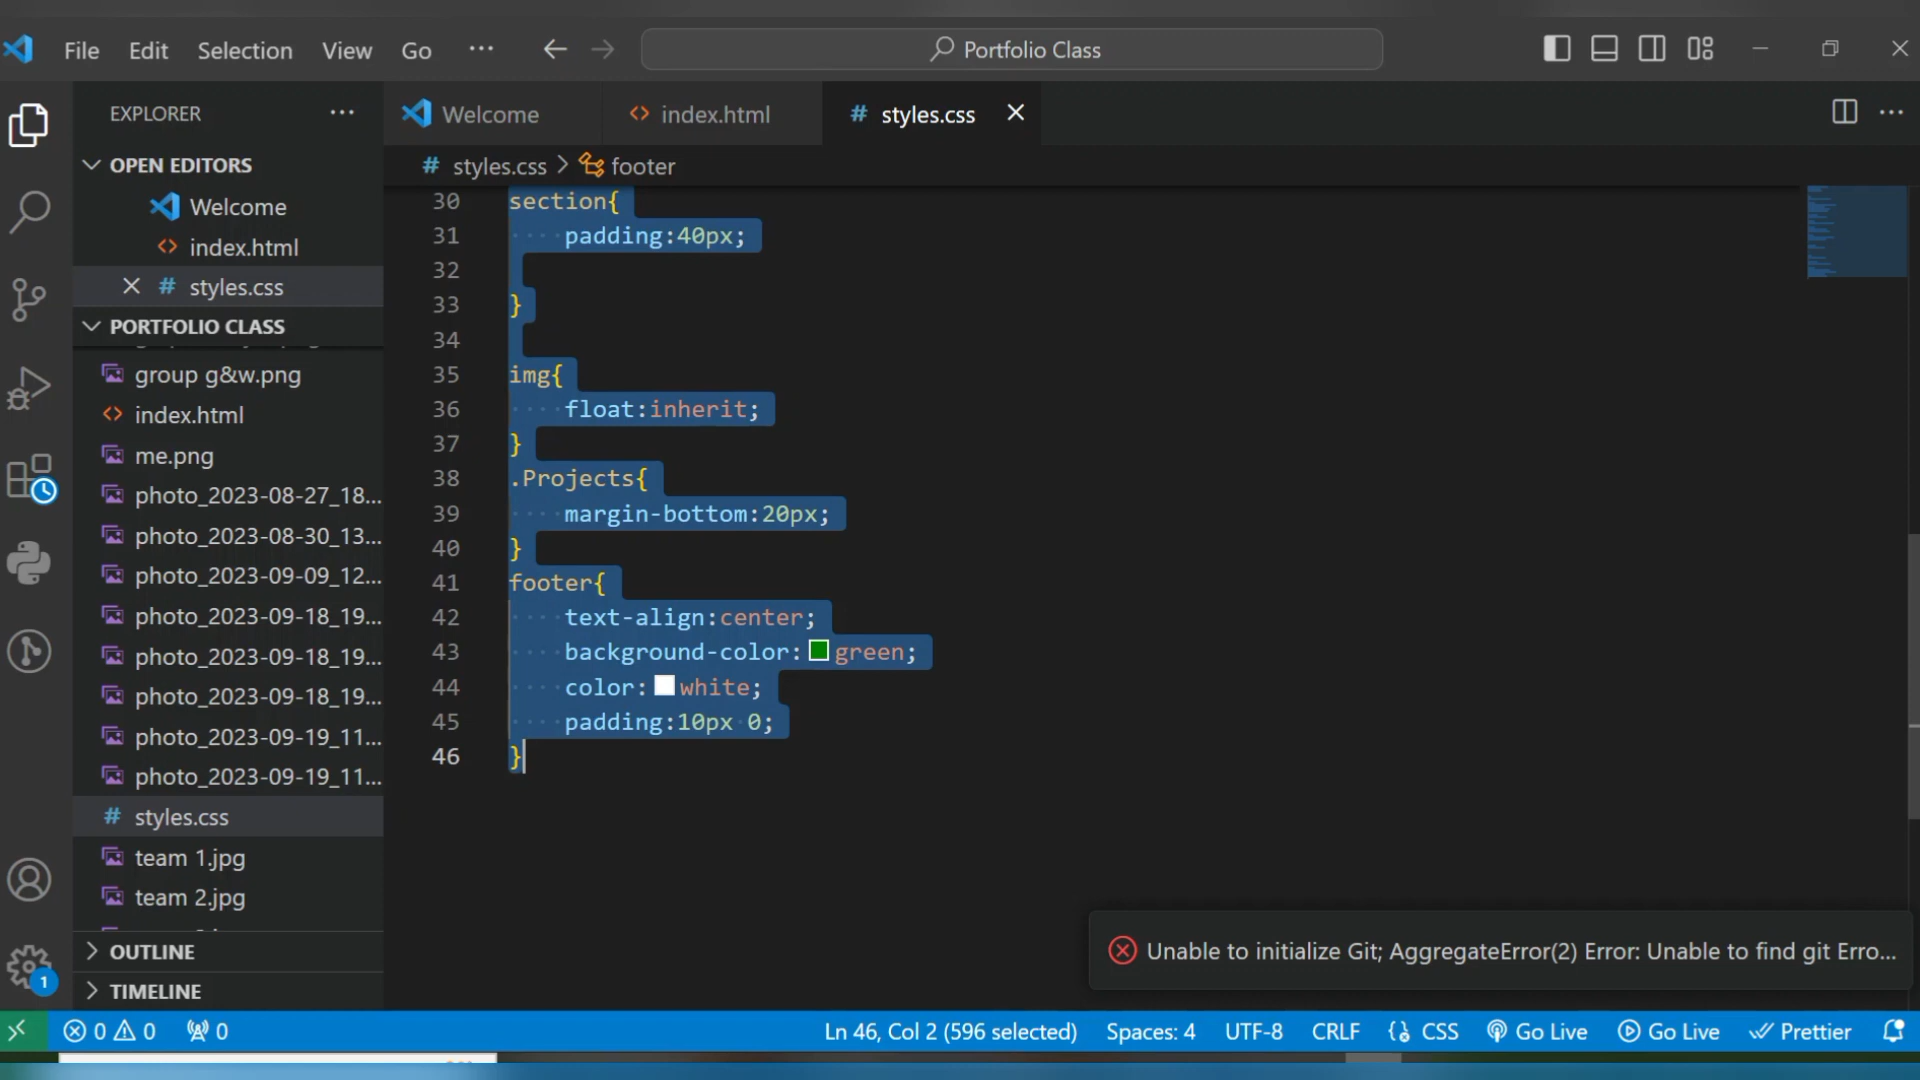 File Edit Selection View Go ··· Portfolio Class
EXPLORER ···
Welcome index.html styles.css
OPEN EDITORS
Welcome
index.html
styles.css
PORTFOLIO CLASS
group g&w.png
index.html
me.png
photo_2023-08-27_18...
photo_2023-08-30_13...
photo_2023-09-09_12...
photo_2023-09-18_19...
photo_2023-09-18_19...
photo_2023-09-18_19...
photo_2023-09-19_11...
photo_2023-09-19_11...
styles.css
team 1.jpg
team 2.jpg
OUTLINE
TIMELINE
# styles.css > footer
30 section{
31 padding:40px;
32
33 }
34
35 img{
36 float:inherit;
37 }
38 .Projects{
39 margin-bottom:20px;
40 }
41 footer{
42 text-align:center;
43 background-color:green;
44 color:white;
45 padding:10px 0;
46 }
Unable to initialize Git; AggregateError(2) Error: Unable to find git Erro...
1
0 0 0 Ln 46, Col 2 (596 selected) Spaces: 4 UTF-8 CRLF CSS Go Live Go Live Prettier